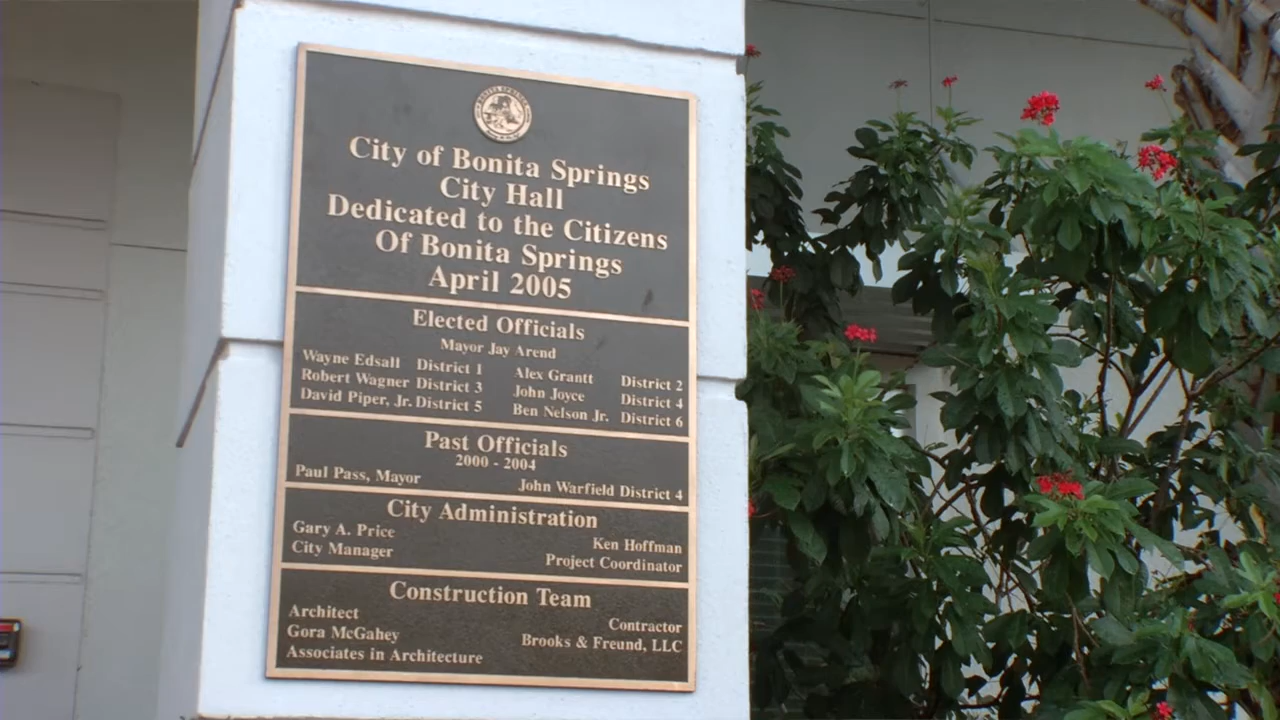 BONITA SPRINGS
City of Bonita Springs
City Hall
Dedicated to the Citizens
Of Bonita Springs
April 2005
Elected Officials
Mayor Jay Arend
Wayne Edsall District 1 Alex Grantt District 2
Robert Wagner District 3 John Joyce District 4
David Piper, Jr. District 5 Ben Nelson Jr. District 6
Past Officials
2000 - 2004
Paul Pass, Mayor John Warfield District 4
City Administration
Gary A. Price Ken Hoffman
City Manager Project Coordinator
Construction Team
Architect Contractor
Gora McGahey Brooks & Freund, LLC
Associates in Architecture